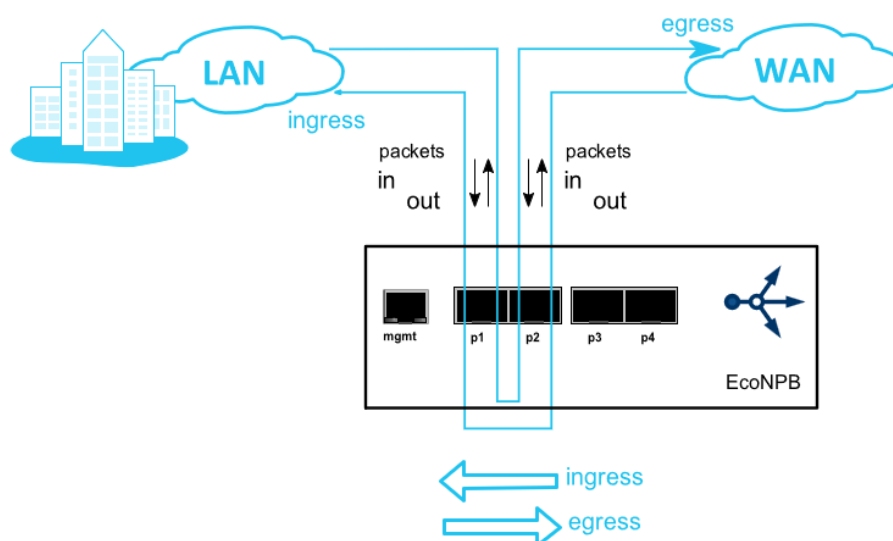 egress
LAN
WAN
ingress
packets
in
out
packets
in
out
mgmt
p1
p2
p3
p4
EcoNPB
ingress
egress